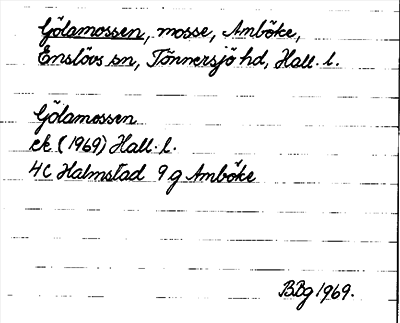 Gölamossen, mosse, Amböke,
Enslövs sn, Tönnersjö hd, Hall. l.
Gölamossen
ek (1969) Hall. l.
4C Halmstad 9 g Amböke
BBg 1969.